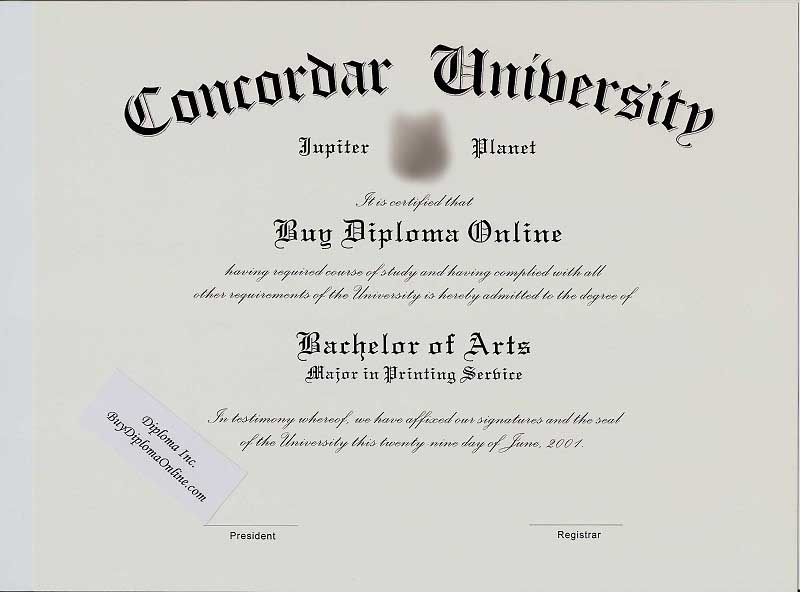 Concordar University
Jupiter Planet
It is certified that
Buy Diploma Online
having required course of study and having complied with all
other requirements of the University is hereby admitted to the degree of
Bachelor of Arts
Major in Printing Service
In testimony whereof, we have affixed our signatures and the seal
of the University this twenty nine day of June, 2001.
Diploma Inc.
BuyDiplomaOnline.com
President
Registrar